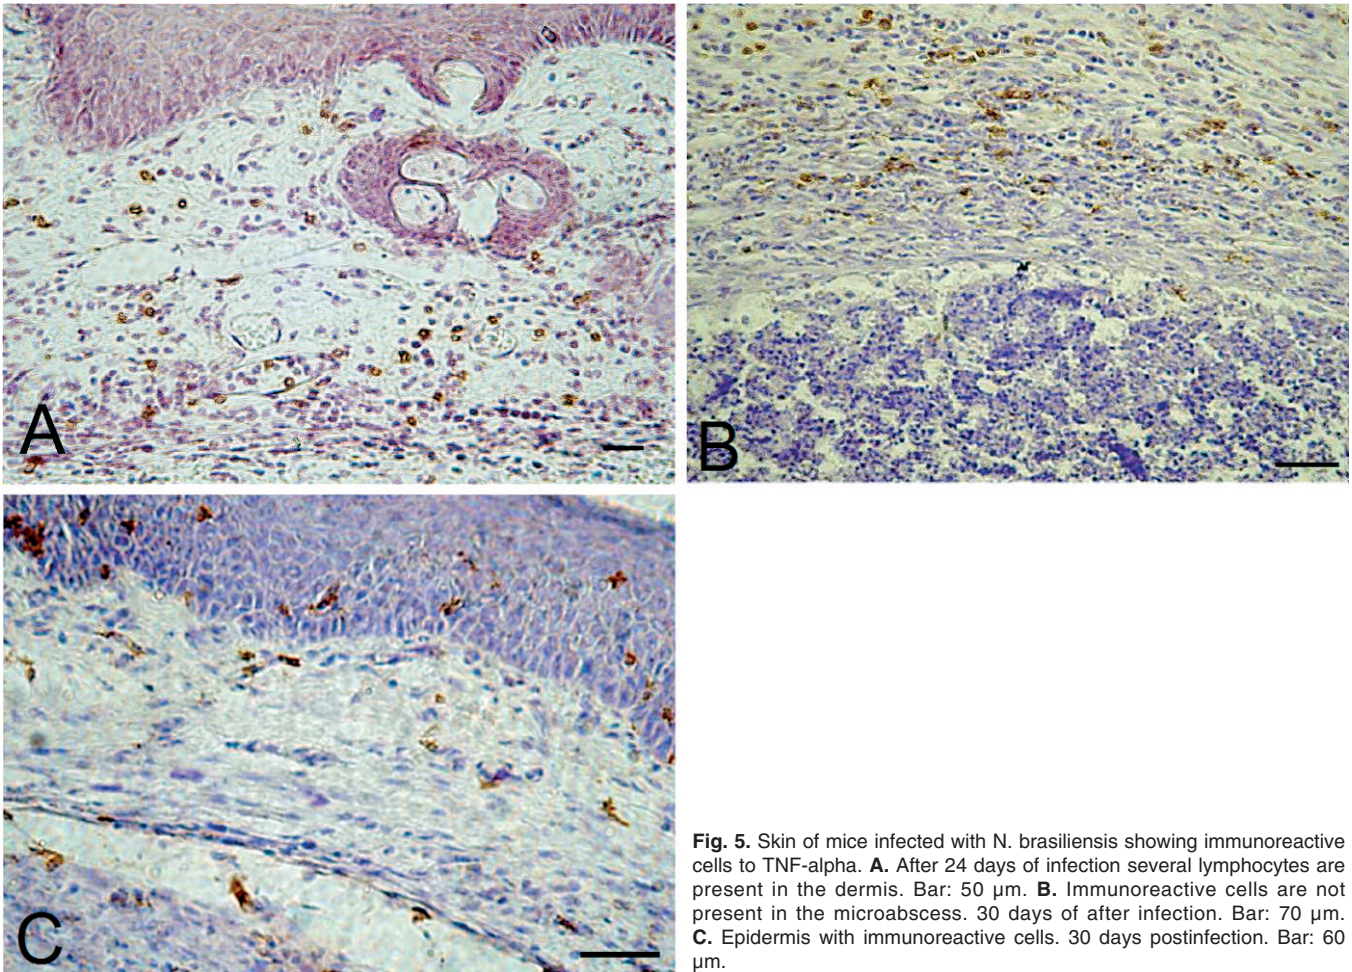 A
B
C
Fig. 5. Skin of mice infected with N. brasiliensis showing immunoreactive
cells to TNF-alpha. A. After 24 days of infection several lymphocytes are
present in the dermis. Bar: 50 µm. B. Immunoreactive cells are not
present in the microabscess. 30 days of after infection. Bar: 70 µm.
C. Epidermis with immunoreactive cells. 30 days postinfection. Bar: 60
µm.